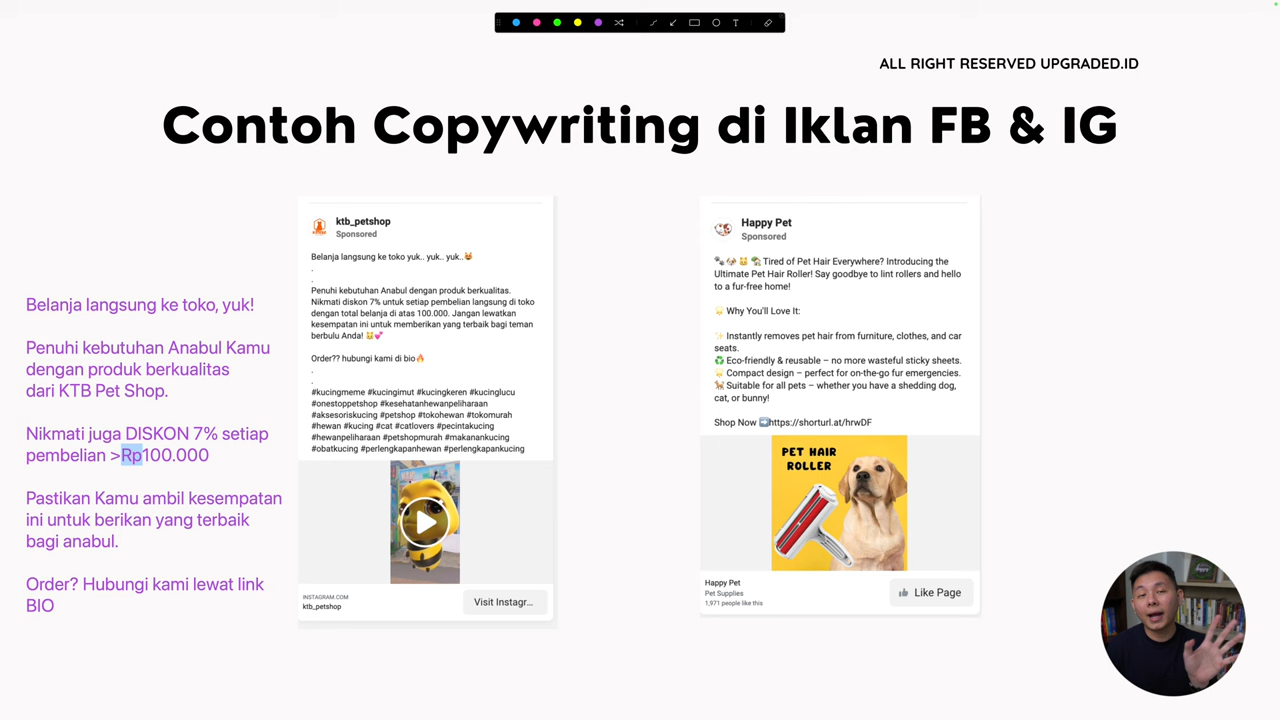 ALL RIGHT RESERVED UPGRADED.ID
Contoh Copywriting di Iklan FB & IG
Belanja langsung ke toko, yuk!
Penuhi kebutuhan Anabul Kamu
dengan produk berkualitas
dari KTB Pet Shop.
Nikmati juga DISKON 7% setiap
pembelian >Rp100.000
Pastikan Kamu ambil kesempatan
ini untuk berikan yang terbaik
bagi anabul.
Order? Hubungi kami lewat link
BIO
ktb_petshop
Sponsored
Belanja langsung ke toko yuk.. yuk.. yuk..😸
.
.
Penuhi kebutuhan Anabul dengan produk berkualitas.
Nikmati diskon 7% untuk setiap pembelian langsung di toko
dengan total belanja di atas 100.000. Jangan lewatkan
kesempatan ini untuk memberikan yang terbaik bagi teman
berbulu Anda! 🐱💕
Order?? hubungi kami di bio🔥
.
.
#kucingmeme #kucingimut #kucingkeren #kucinglucu
#onestoppetshop #kesehatanhewanpeliharaan
#aksesoriskucing #petshop #tokohewan #tokomurah
#hewan #kucing #cat #catlovers #pecintakucing
#hewanpeliharaan #petshopmurah #makanankucing
#obatkucing #perlengkapanhewan #perlengkapankucing
INSTAGRAM.COM
ktb_petshop
Visit Instagr...
Happy Pet
Sponsored
🐾🐶🐱 🏡 Tired of Pet Hair Everywhere? Introducing the
Ultimate Pet Hair Roller! Say goodbye to lint rollers and hello
to a fur-free home!
🌟 Why You'll Love It:
✨ Instantly removes pet hair from furniture, clothes, and car
seats.
♻️ Eco-friendly & reusable – no more wasteful sticky sheets.
🌟 Compact design – perfect for on-the-go fur emergencies.
🐕 Suitable for all pets – whether you have a shedding dog,
cat, or bunny!
Shop Now ➡️https://shorturl.at/hrwDF
PET HAIR
ROLLER
Happy Pet
Pet Supplies
1,971 people like this
Like Page